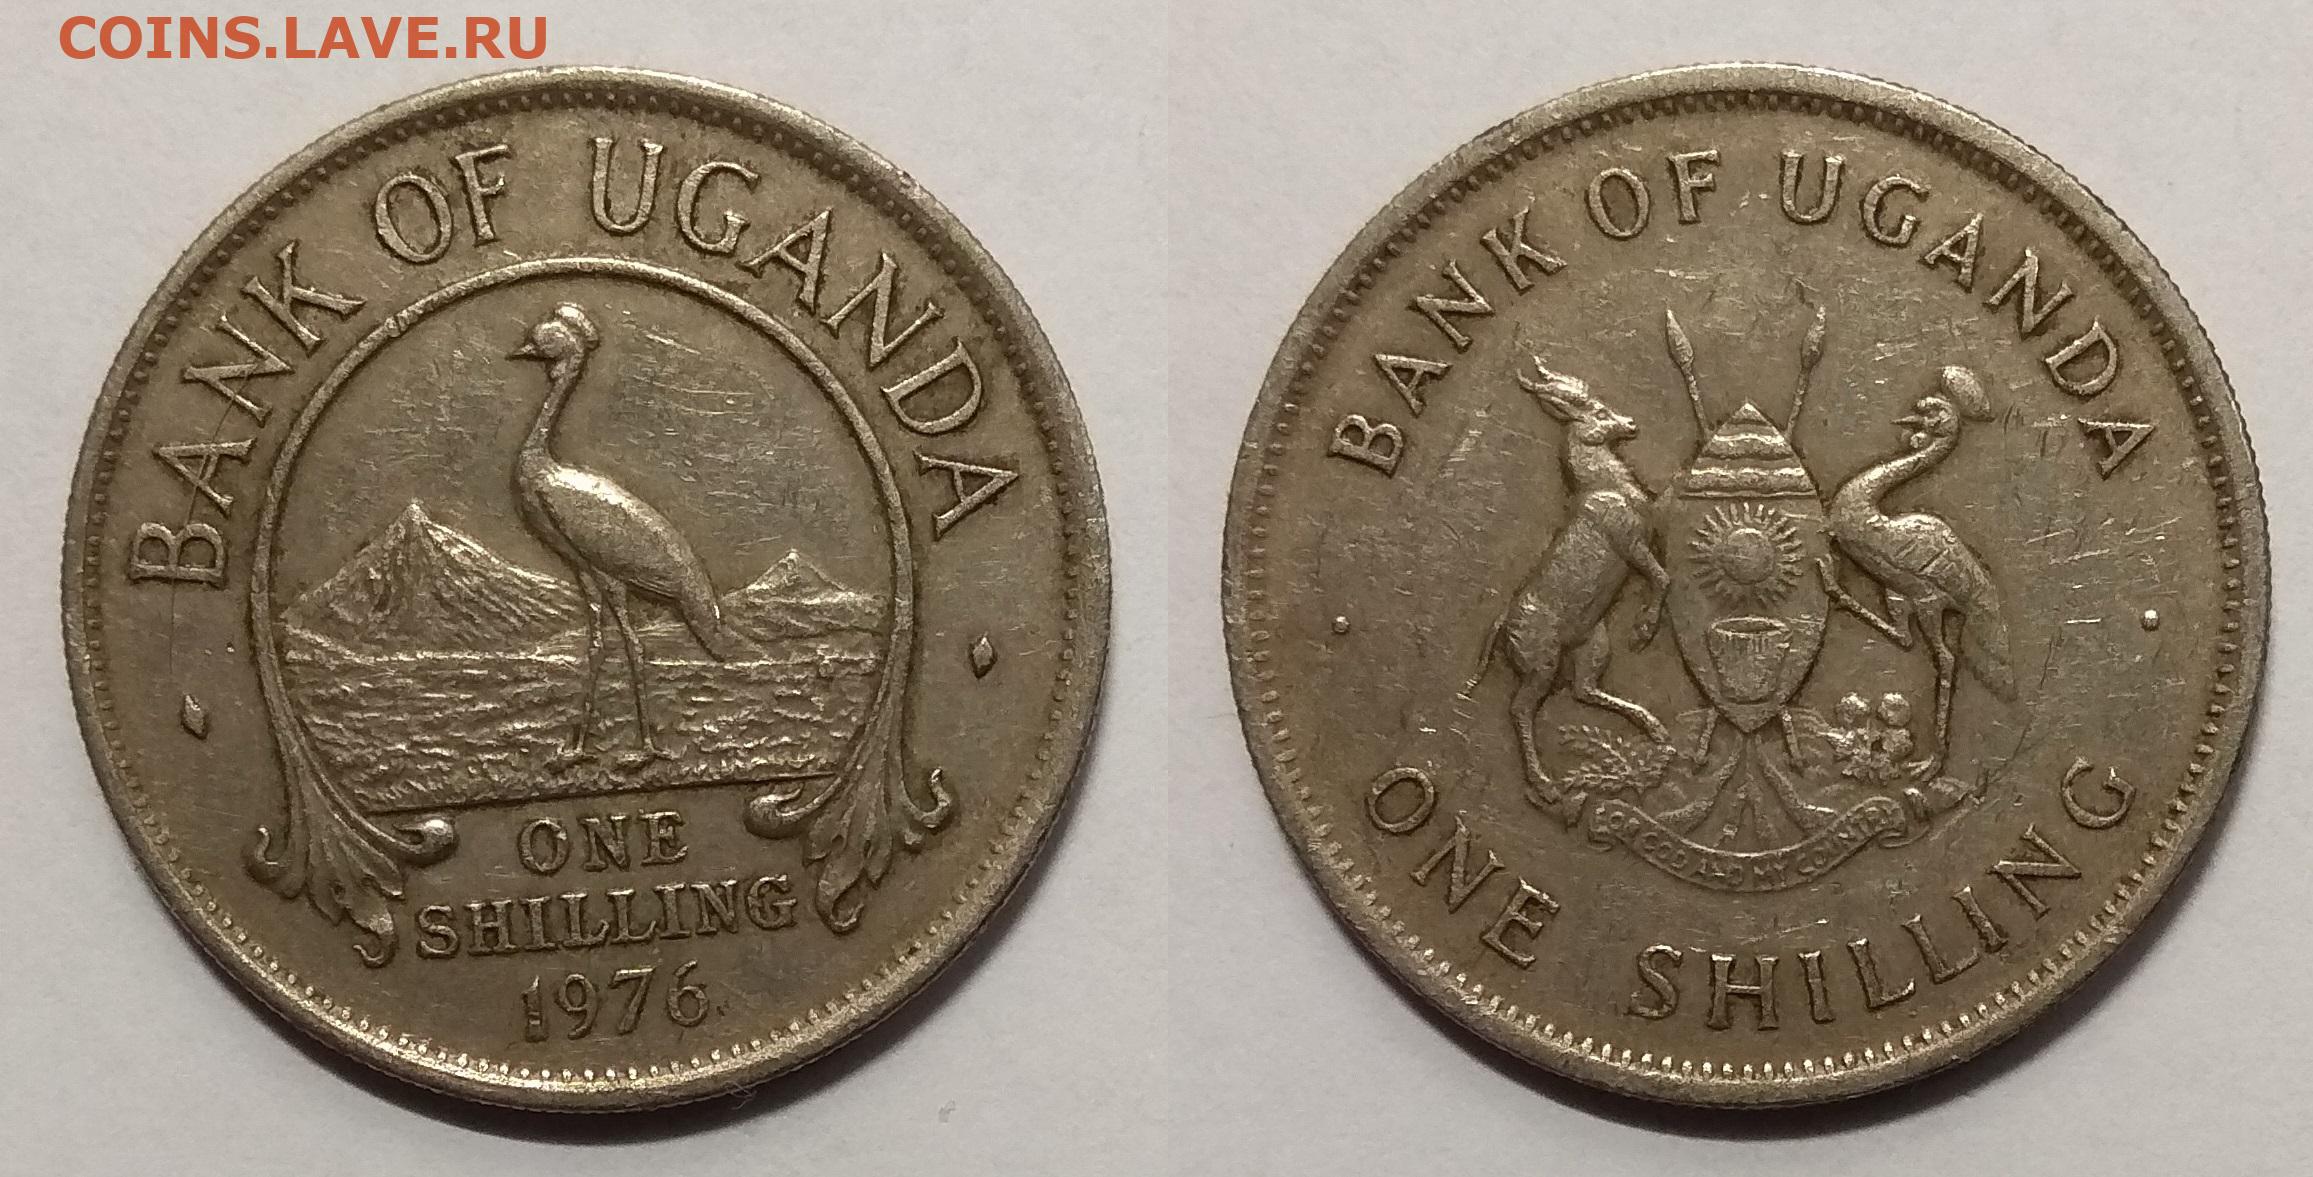 COINS.LAVE.RU
BANK OF UGANDA
ONE
SHILLING
1976
BANK OF UGANDA
FOR GOD AND MY COUNTRY
ONE SHILLING